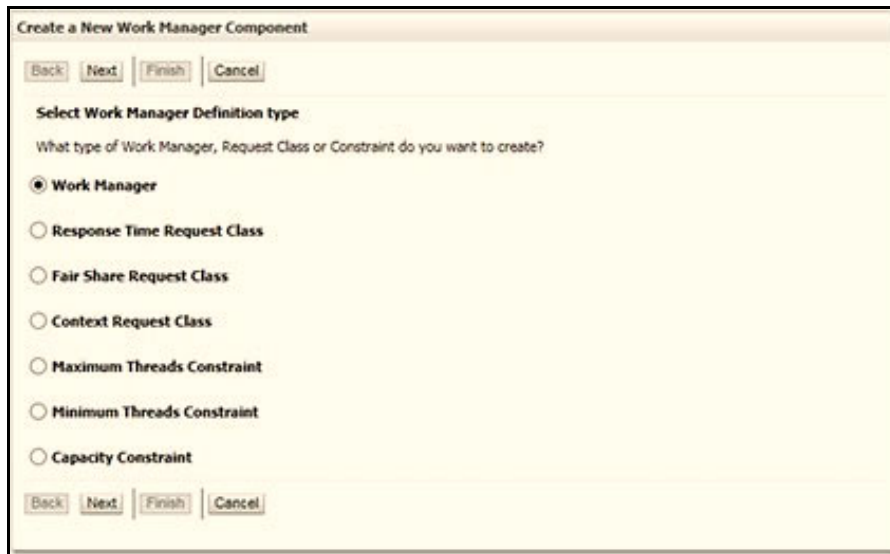 Create a New Work Manager Component
Back Next Finish Cancel
Select Work Manager Definition type
What type of Work Manager, Request Class or Constraint do you want to create?
Work Manager
Response Time Request Class
Fair Share Request Class
Context Request Class
Maximum Threads Constraint
Minimum Threads Constraint
Capacity Constraint
Back Next Finish Cancel